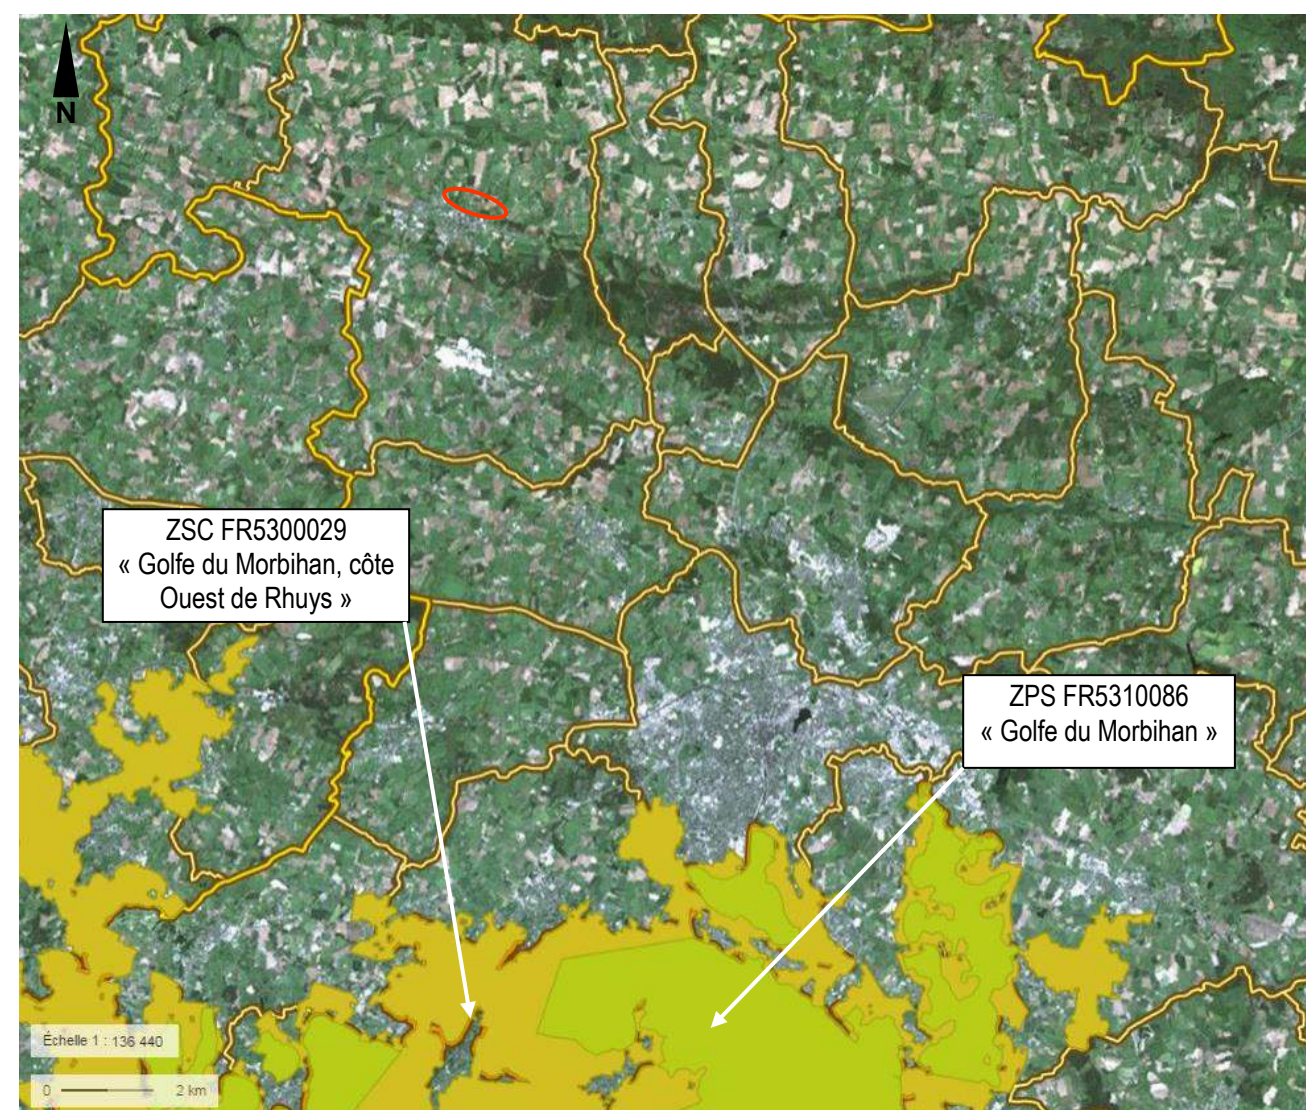 N
ZSC FR5300029
« Golfe du Morbihan, côte
Ouest de Rhuys »
ZPS FR5310086
« Golfe du Morbihan »
Échelle 1 : 136 440
0 2 km